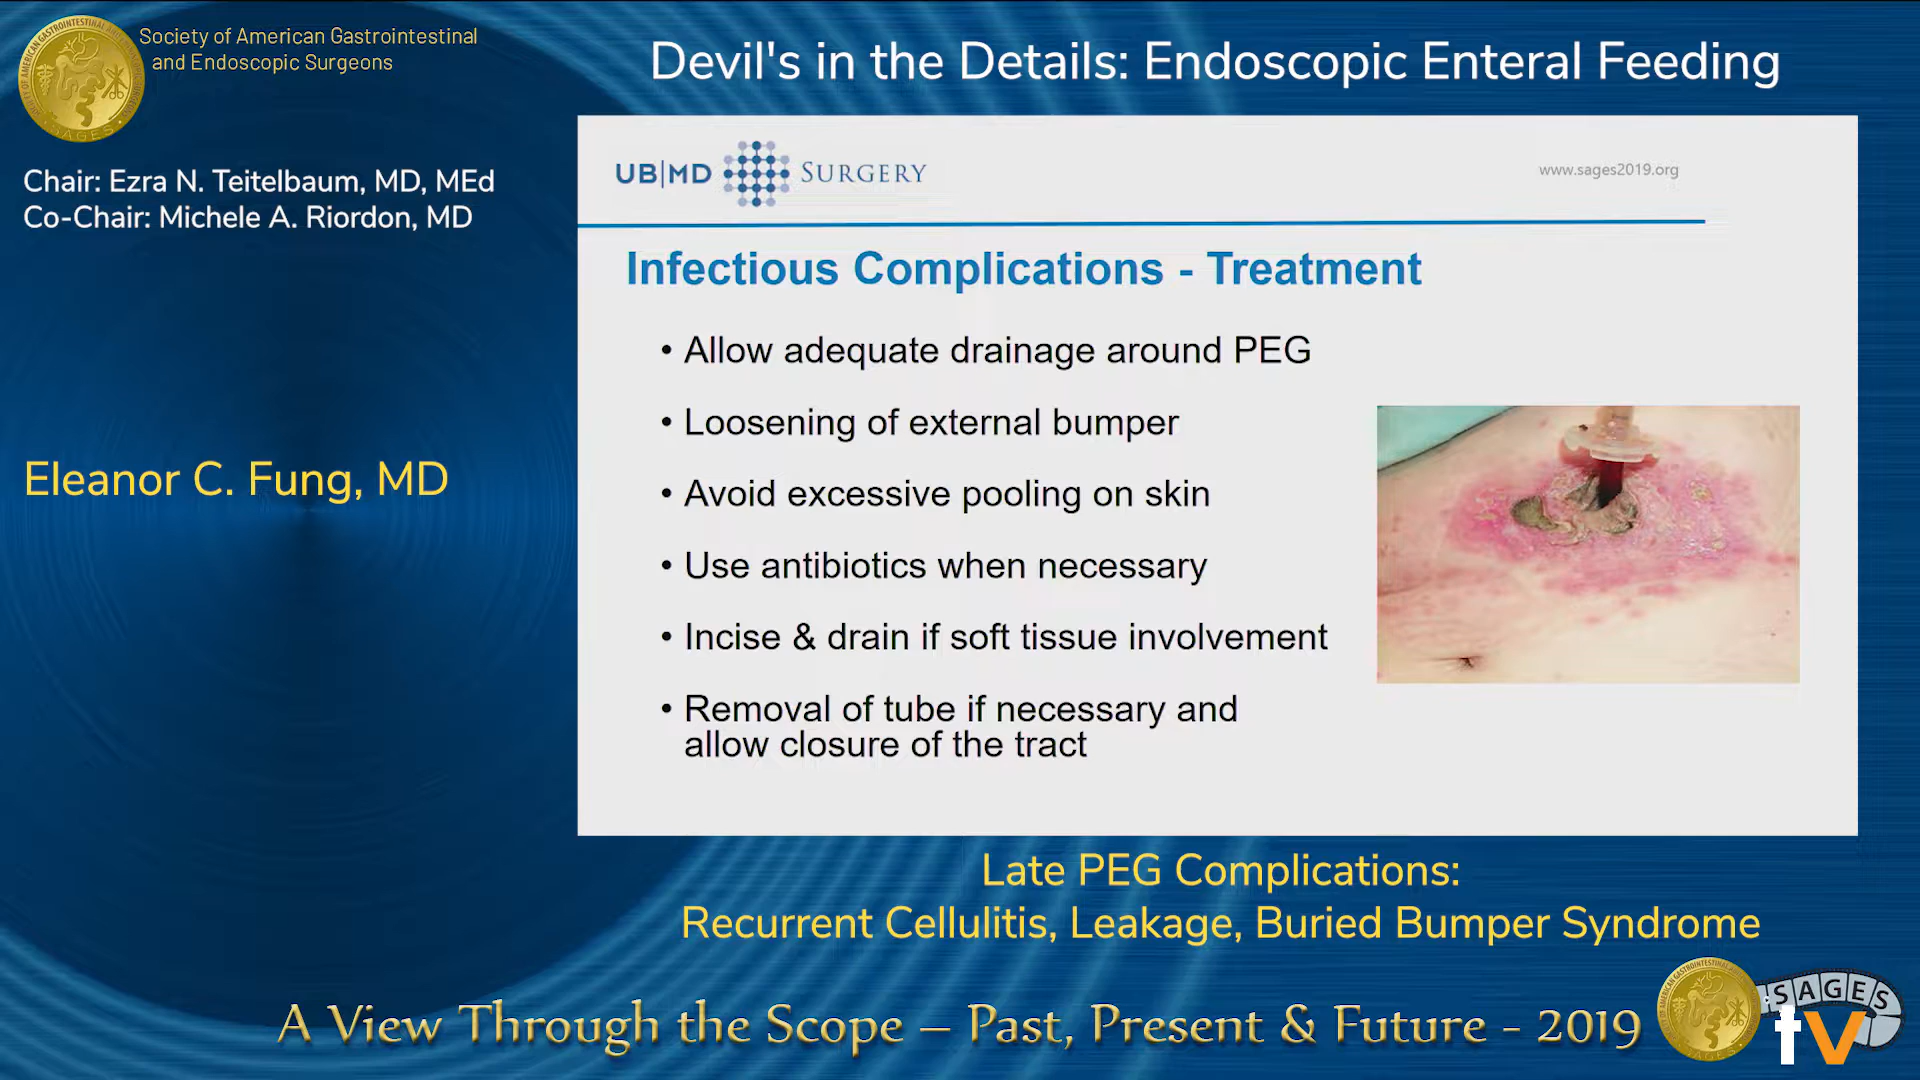 Society of American Gastrointestinal
and Endoscopic Surgeons
Devil's in the Details: Endoscopic Enteral Feeding
Chair: Ezra N. Teitelbaum, MD, MEd
Co-Chair: Michele A. Riordon, MD
Eleanor C. Fung, MD
UB|MD SURGERY
www.sages2019.org
Infectious Complications - Treatment
• Allow adequate drainage around PEG
• Loosening of external bumper
• Avoid excessive pooling on skin
• Use antibiotics when necessary
• Incise & drain if soft tissue involvement
• Removal of tube if necessary and
allow closure of the tract
Late PEG Complications:
Recurrent Cellulitis, Leakage, Buried Bumper Syndrome
A View Through the Scope – Past, Present & Future - 2019
SAGES
tv